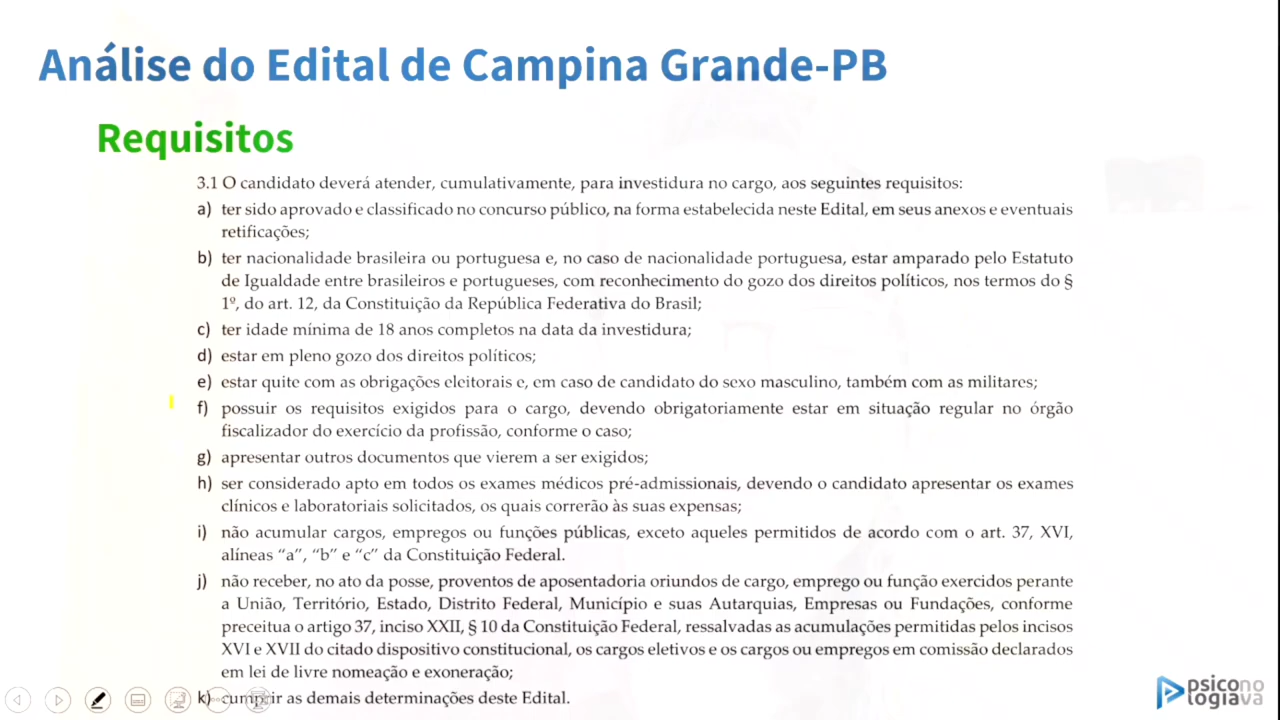 Análise do Edital de Campina Grande-PB
Requisitos
3.1 O candidato deverá atender, cumulativamente, para investidura no cargo, aos seguintes requisitos:
a) ter sido aprovado e classificado no concurso público, na forma estabelecida neste Edital, em seus anexos e eventuais
retificações;
b) ter nacionalidade brasileira ou portuguesa e, no caso de nacionalidade portuguesa, estar amparado pelo Estatuto
de Igualdade entre brasileiros e portugueses, com reconhecimento do gozo dos direitos políticos, nos termos do §
1º, do art. 12, da Constituição da República Federativa do Brasil;
c) ter idade mínima de 18 anos completos na data da investidura;
d) estar em pleno gozo dos direitos políticos;
e) estar quite com as obrigações eleitorais e, em caso de candidato do sexo masculino, também com as militares;
f) possuir os requisitos exigidos para o cargo, devendo obrigatoriamente estar em situação regular no órgão
fiscalizador do exercício da profissão, conforme o caso;
g) apresentar outros documentos que vierem a ser exigidos;
h) ser considerado apto em todos os exames médicos pré-admissionais, devendo o candidato apresentar os exames
clínicos e laboratoriais solicitados, os quais correrão às suas expensas;
i) não acumular cargos, empregos ou funções públicas, exceto aqueles permitidos de acordo com o art. 37, XVI,
alíneas “a”, “b” e “c” da Constituição Federal.
j) não receber, no ato da posse, proventos de aposentadoria oriundos de cargo, emprego ou função exercidos perante
a União, Território, Estado, Distrito Federal, Município e suas Autarquias, Empresas ou Fundações, conforme
preceitua o artigo 37, inciso XXII, § 10 da Constituição Federal, ressalvadas as acumulações permitidas pelos incisos
XVI e XVII do citado dispositivo constitucional, os cargos eletivos e os cargos ou empregos em comissão declarados
em lei de livre nomeação e exoneração;
k) cumprir as demais determinações deste Edital.
psicono
logiava